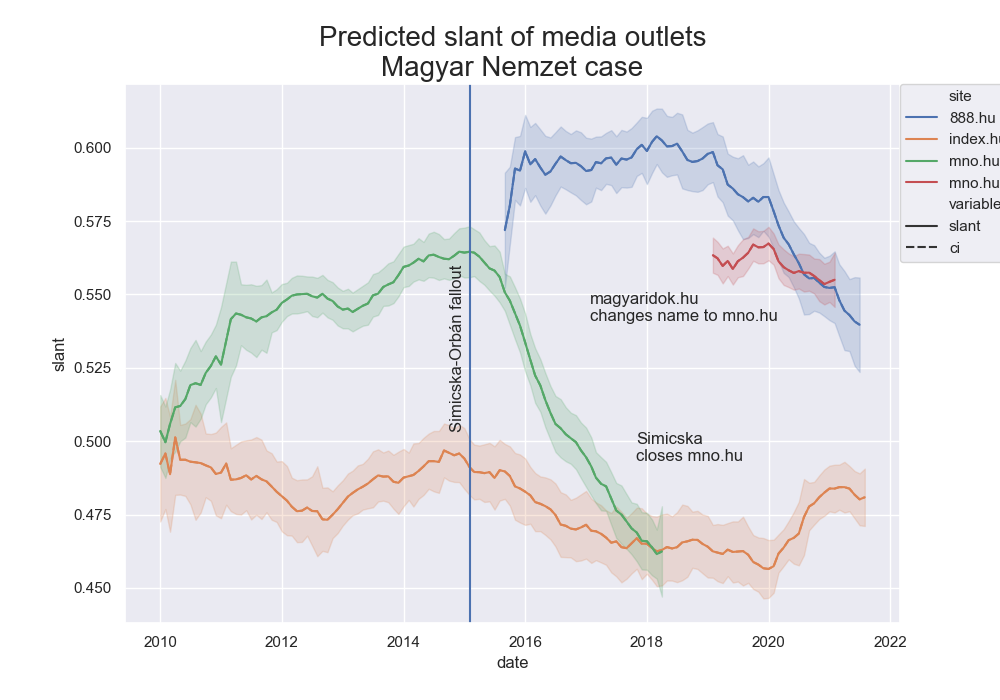 Predicted slant of media outlets
Magyar Nemzet case
site
888.hu
index.hu
mno.hu
mno.hu
variable
slant
ci
0.600
0.575
0.550
0.525
0.500
0.475
0.450
slant
Simicska-Orbán fallout
magyaridok.hu
changes name to mno.hu
Simicska
closes mno.hu
2010
2012
2014
2016
2018
2020
2022
date